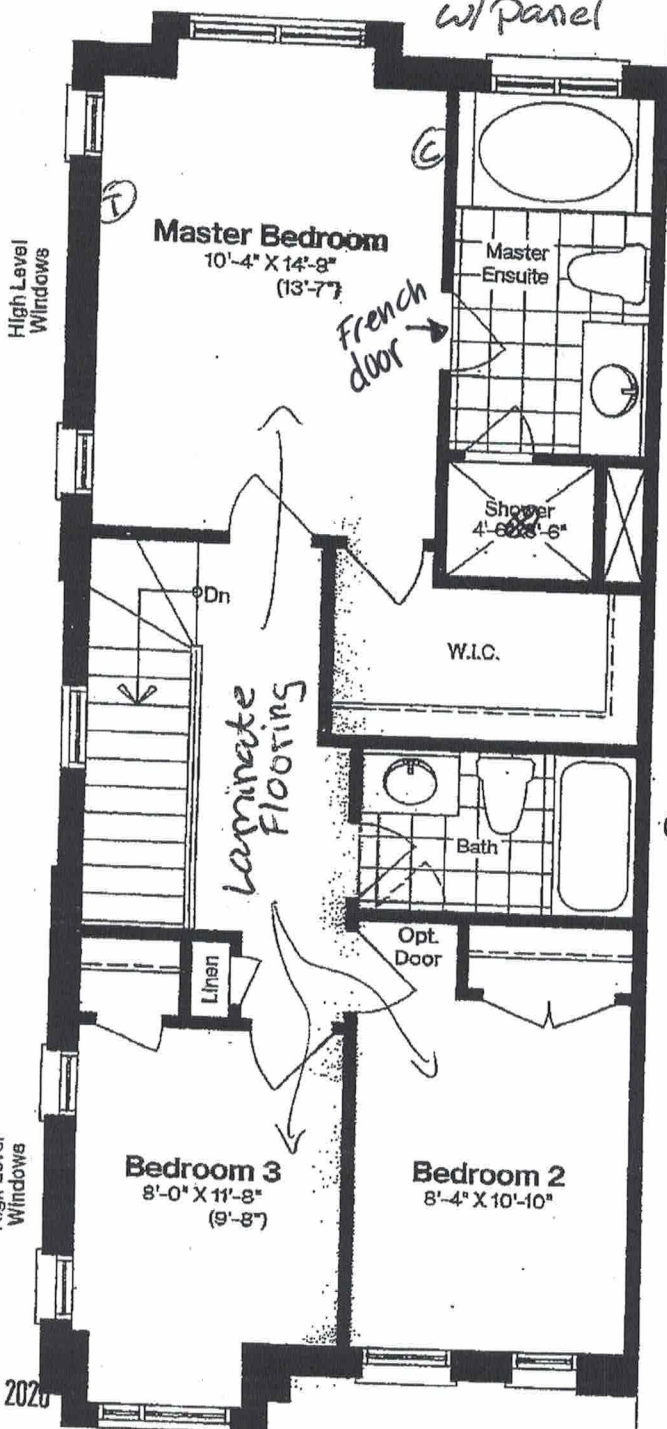 w/ panel
High Level
Windows
T
C
Master Bedroom
10'-4" X 14'-9"
(13'-7")
French
door
Master
Ensuite
Shower
Dn
W.I.C.
Laminate
Flooring
Bath
Opt.
Door
Linen
Windows
Bedroom 3
8'-0" X 11'-8"
(9'-8")
Bedroom 2
8'-4" X 10'-10"
2020